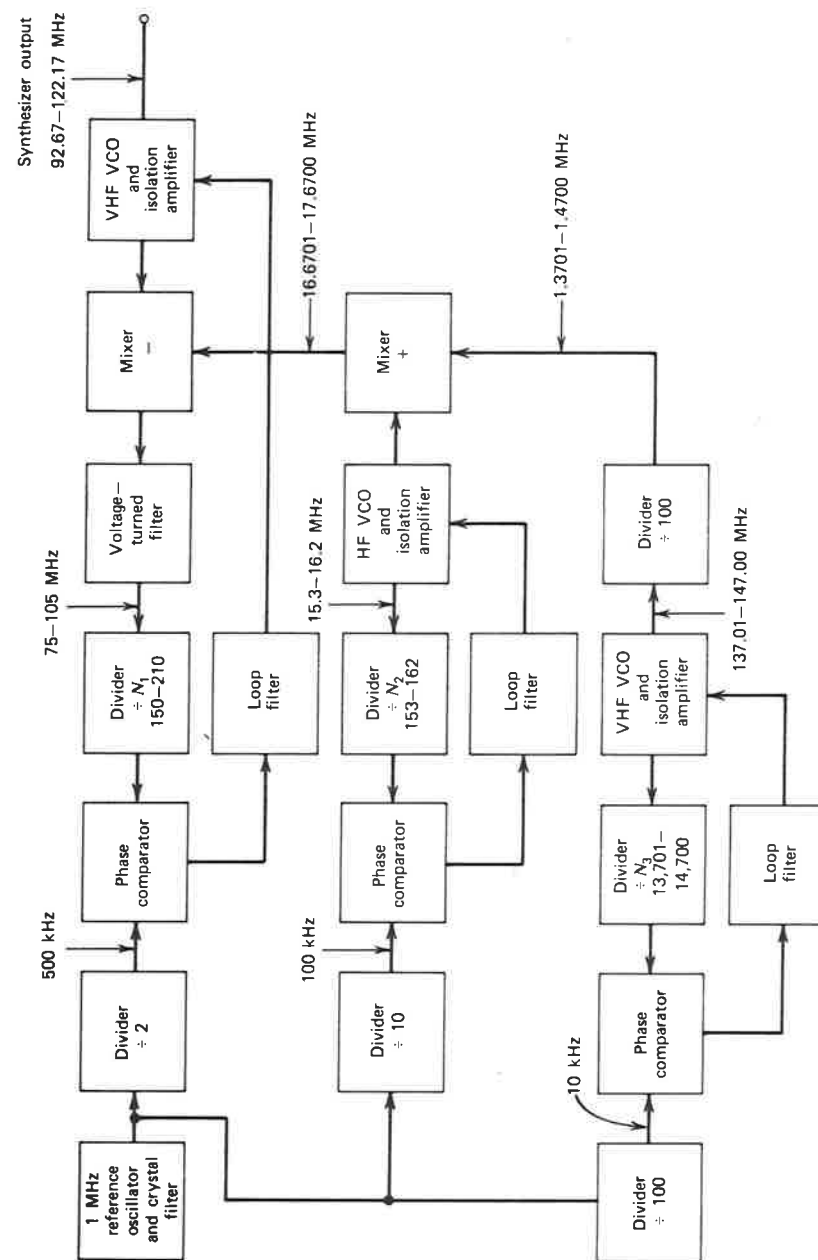 Synthesizer output
92.67–122.17 MHz
VHF VCO
and
isolation
amplifier
Mixer
–
Voltage–
turned
filter
75–105 MHz
Divider
÷ N₁
150–210
Loop
filter
Phase
comparator
500 kHz
Divider
÷ 2
1 MHz
reference
oscillator
and crystal
filter
16.6701–17.6700 MHz
Mixer
+
HF VCO
and
isolation
amplifier
15.3–16.2 MHz
Divider
÷ N₂
153–162
Loop
filter
Phase
comparator
100 kHz
Divider
÷ 10
1.3701–1.4700 MHz
Divider
÷ 100
137.01–147.00 MHz
VHF VCO
and
isolation
amplifier
Divider
÷ N₃
13,701–
14,700
Loop
filter
Phase
comparator
10 kHz
Divider
÷ 100